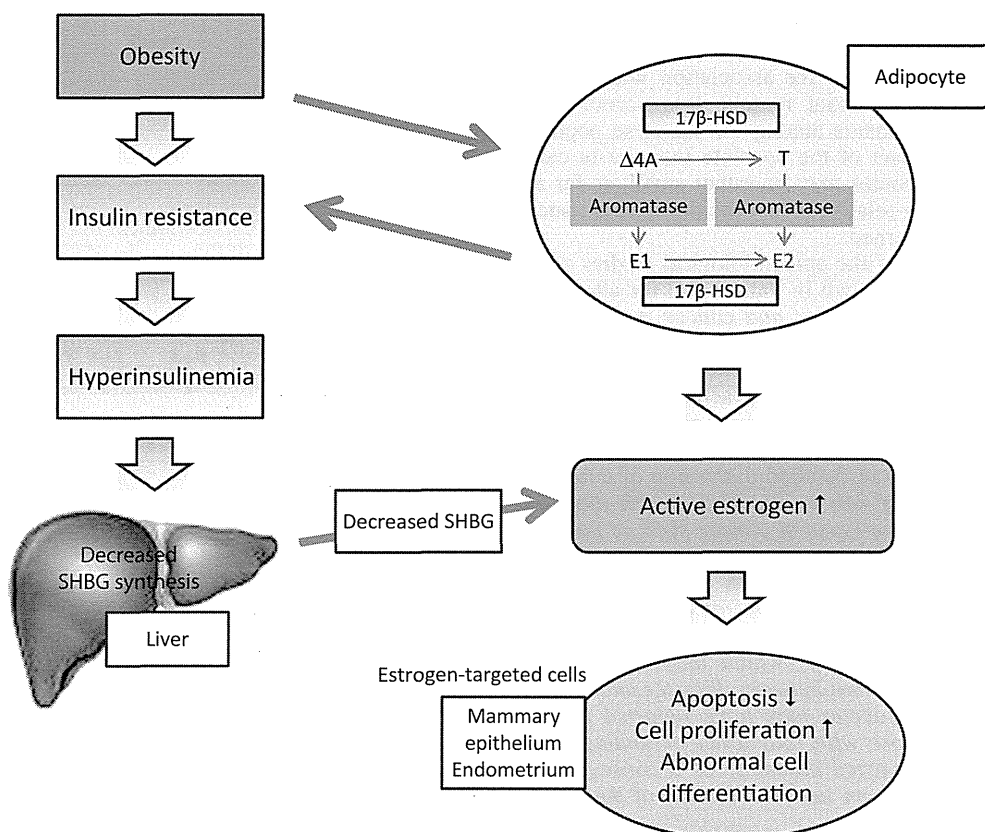 Obesity
Insulin resistance
Hyperinsulinemia
Decreased
SHBG synthesis
Liver
Decreased SHBG
Adipocyte
17β-HSD
Δ4A
T
Aromatase
Aromatase
E1
E2
17β-HSD
Active estrogen ↑
Estrogen-targeted cells
Mammary
epithelium
Endometrium
Apoptosis ↓
Cell proliferation ↑
Abnormal cell
differentiation